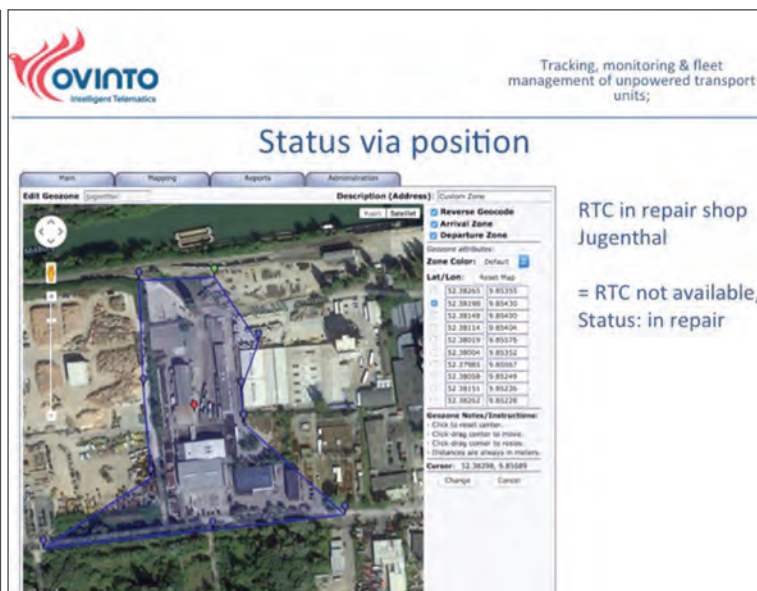 OVINTO
Intelligent Telematics
Tracking, monitoring & fleet
management of unpowered transport
units;
Status via position
Main Mapping Reports Administration
Edit Geozone Description (Address): Custom Zone
Satellite
Reverse Geocode
Arrival Zone
Departure Zone
Geozone attributes:
Zone Color: Default
Lat/Lon: Reset Map
52.38265 9.85355
52.38198 9.85430
52.38149 9.85400
52.38114 9.85404
52.38019 9.85576
52.38004 9.85352
52.37985 9.85067
52.38058 9.85249
52.38151 9.85236
52.38262 9.85228
Geozone Notes/Instructions:
- Click to reset center.
- Click-drag center to move.
- Click-drag corner to resize.
- Distances are always in meters.
Cursor: 52.38298, 9.85589
Change Cancel
RTC in repair shop
Jugenthal
= RTC not available,
Status: in repair